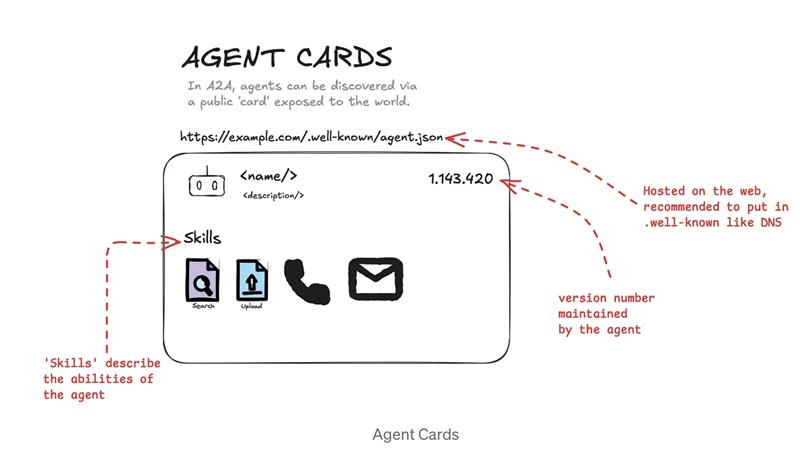 AGENT CARDS
In A2A, agents can be discovered via
a public 'card' exposed to the world.
https://example.com/.well-known/agent.json
<name/>
1.143.420
<description/>
Hosted on the web,
recommended to put in
.well-known like DNS
Skills
Search
Upload
version number
maintained
by the agent
'Skills' describe
the abilities of
the agent
Agent Cards